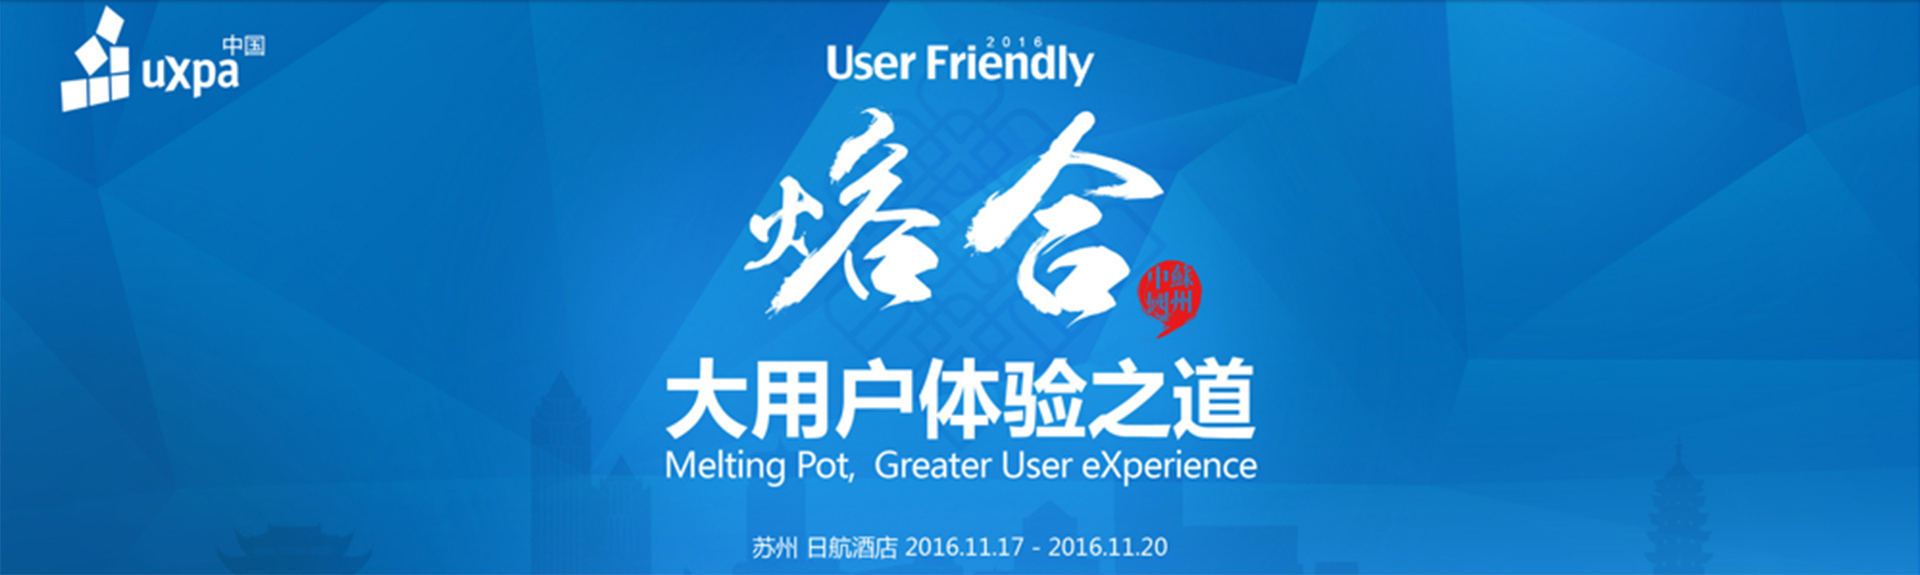 uxpa 中国
2016
User Friendly
熔合
大用户体验之道
Melting Pot, Greater User eXperience
苏州 日航酒店 2016.11.17 - 2016.11.20